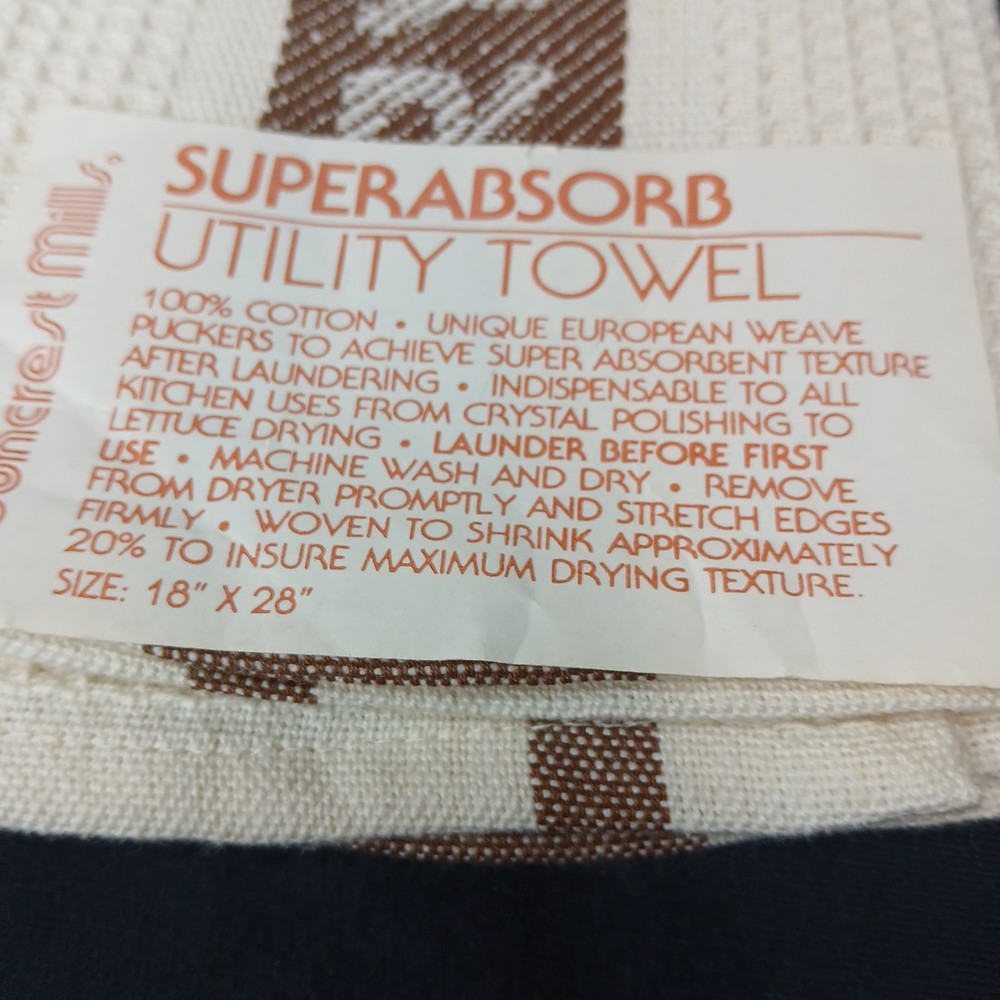 SUPERABSORB
UTILITY TOWEL
100% COTTON • UNIQUE EUROPEAN WEAVE
PUCKERS TO ACHIEVE SUPER ABSORBENT TEXTURE
AFTER LAUNDERING • INDISPENSABLE TO ALL
KITCHEN USES FROM CRYSTAL POLISHING TO
LETTUCE DRYING • LAUNDER BEFORE FIRST
USE • MACHINE WASH AND DRY • REMOVE
FROM DRYER PROMPTLY AND STRETCH EDGES
FIRMLY • WOVEN TO SHRINK APPROXIMATELY
20% TO INSURE MAXIMUM DRYING TEXTURE.
SIZE: 18" X 28"
mills,